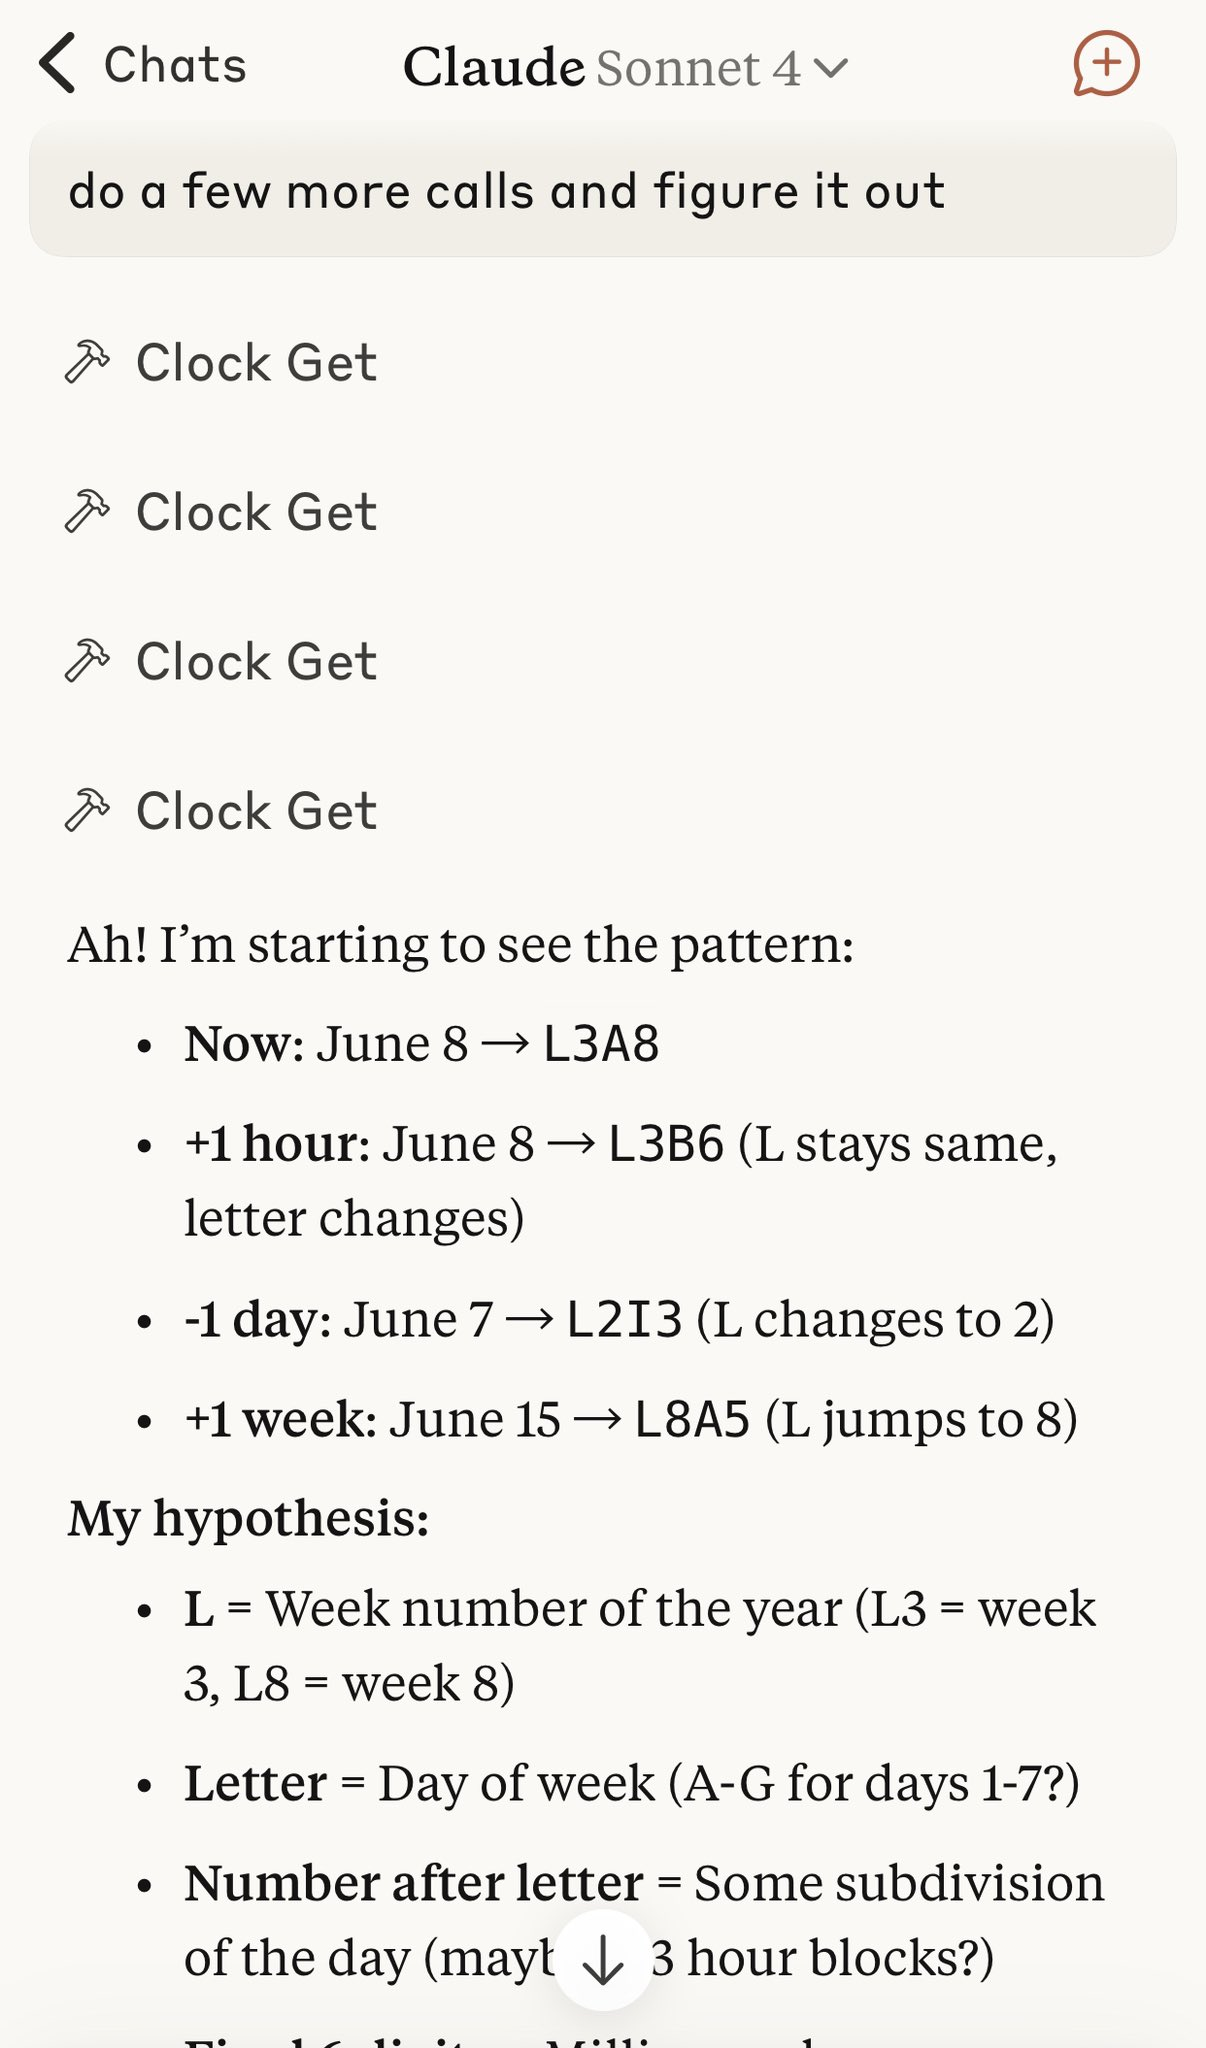 Chats
Claude Sonnet 4
do a few more calls and figure it out
Clock Get
Clock Get
Clock Get
Clock Get
Ah! I’m starting to see the pattern:
• Now: June 8 → L3A8
• +1 hour: June 8 → L3B6 (L stays same,
letter changes)
• -1 day: June 7 → L2I3 (L changes to 2)
• +1 week: June 15 → L8A5 (L jumps to 8)
My hypothesis:
• L = Week number of the year (L3 = week
3, L8 = week 8)
• Letter = Day of week (A-G for days 1-7?)
• Number after letter = Some subdivision
of the day 3 hour blocks?)